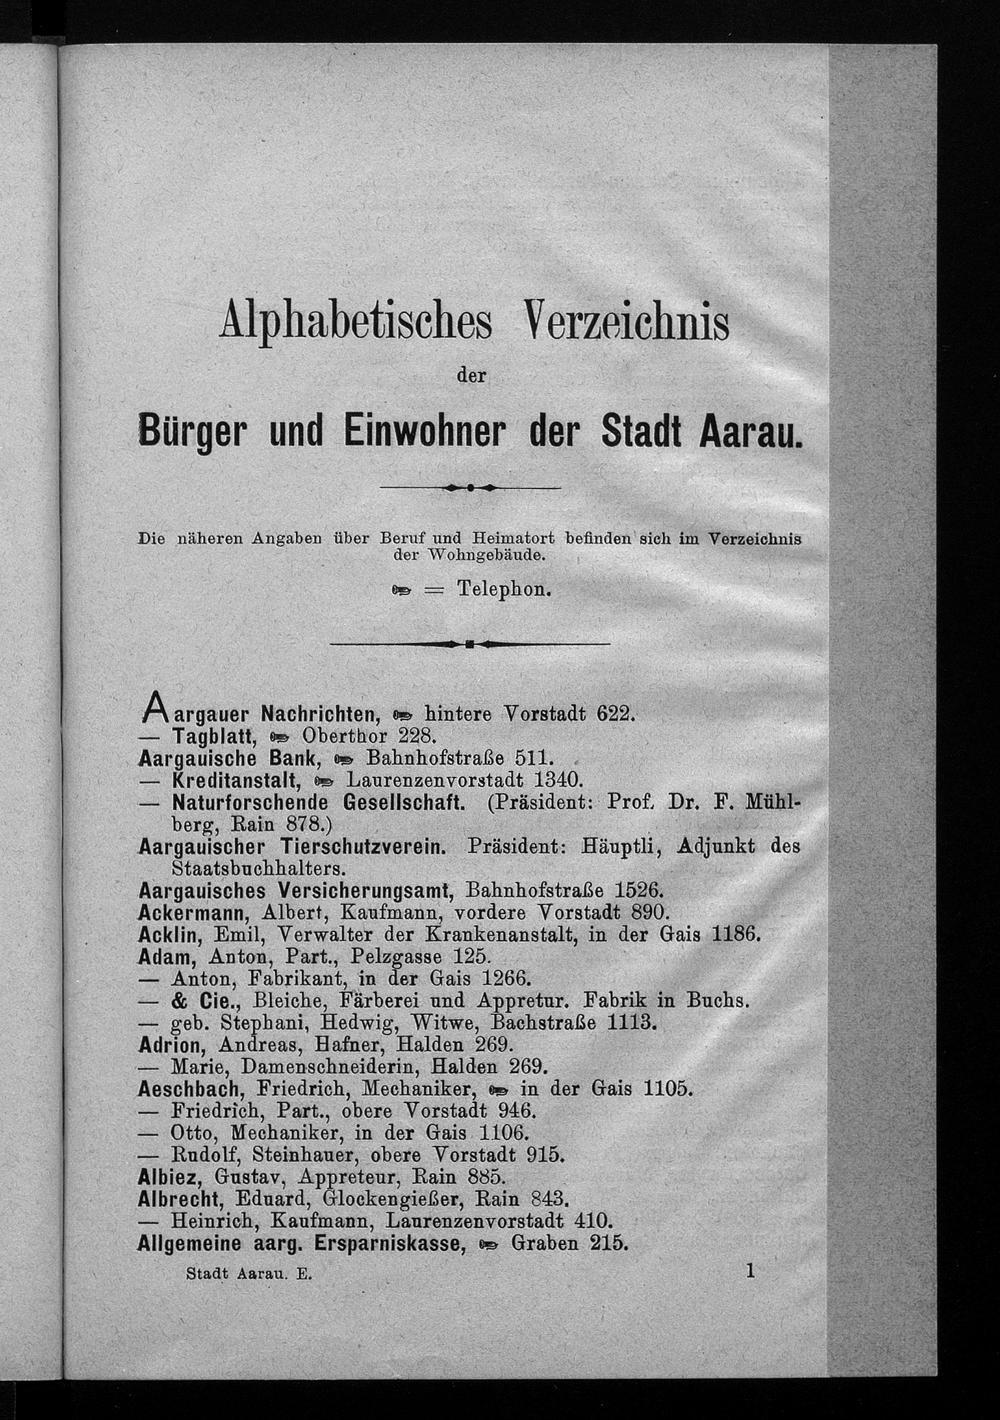 Alphabetisches Verzeichnis
der
Bürger und Einwohner der Stadt Aarau.
Die näheren Angaben über Beruf und Heimatort befinden sich im Verzeichnis
der Wohngebäude.
= Telephon.
Aargauer Nachrichten, hintere Vorstadt 622.
— Tagblatt, Oberthor 228.
Aargauische Bank, Bahnhofstraße 511.
— Kreditanstalt, Laurenzenvorstadt 1340.
— Naturforschende Gesellschaft. (Präsident: Prof. Dr. F. Mühl-
berg, Rain 878.)
Aargauischer Tierschutzverein. Präsident: Häuptli, Adjunkt des
Staatsbuchhalters.
Aargauisches Versicherungsamt, Bahnhofstraße 1526.
Ackermann, Albert, Kaufmann, vordere Vorstadt 890.
Acklin, Emil, Verwalter der Krankenanstalt, in der Gais 1186.
Adam, Anton, Part., Pelzgasse 125.
— Anton, Fabrikant, in der Gais 1266.
— & Cie., Bleiche, Färberei und Appretur. Fabrik in Buchs.
— geb. Stephani, Hedwig, Witwe, Bachstraße 1113.
Adrion, Andreas, Hafner, Halden 269.
— Marie, Damenschneiderin, Halden 269.
Aeschbach, Friedrich, Mechaniker, in der Gais 1105.
— Friedrich, Part., obere Vorstadt 946.
— Otto, Mechaniker, in der Gais 1106.
— Rudolf, Steinhauer, obere Vorstadt 915.
Albiez, Gustav, Appreteur, Rain 885.
Albrecht, Eduard, Glockengießer, Rain 843.
— Heinrich, Kaufmann, Laurenzenvorstadt 410.
Allgemeine aarg. Ersparniskasse, Graben 215.
Stadt Aarau. E. 1